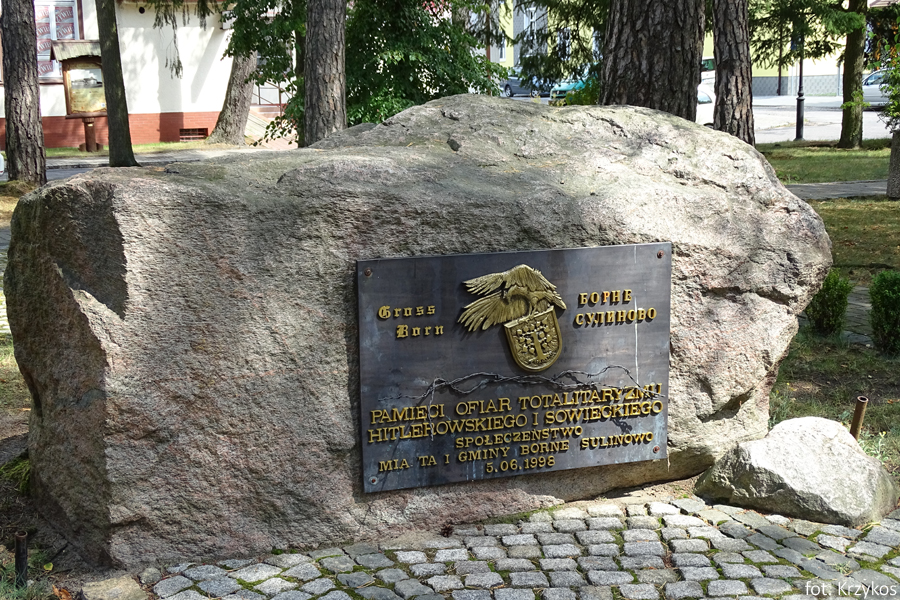 Gross
Born
БОРНЕ
СУЛИНОВО
PAMIĘCI OFIAR TOTALITARYZMU
HITLEROWSKIEGO I SOWIECKIEGO
SPOŁECZEŃSTWO
MIA TA I GMINY BORNE SULINOWO
5.06.1998
fot: Krzykos